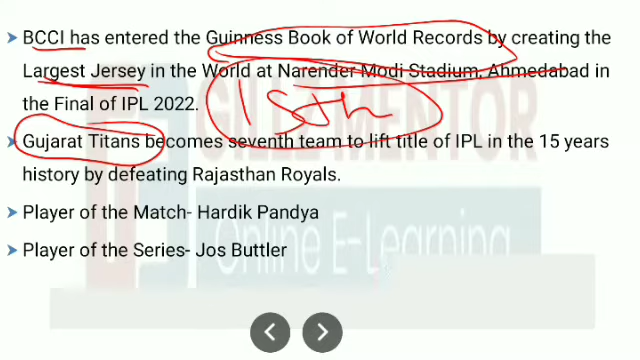 BCCI has entered the Guinness Book of World Records by creating the
Largest Jersey in the World at Narender Modi Stadium, Ahmedabad in
the Final of IPL 2022.
15th
Gujarat Titans becomes seventh team to lift title of IPL in the 15 years
history by defeating Rajasthan Royals.
Player of the Match- Hardik Pandya
Player of the Series- Jos Buttler
Online E-Learning